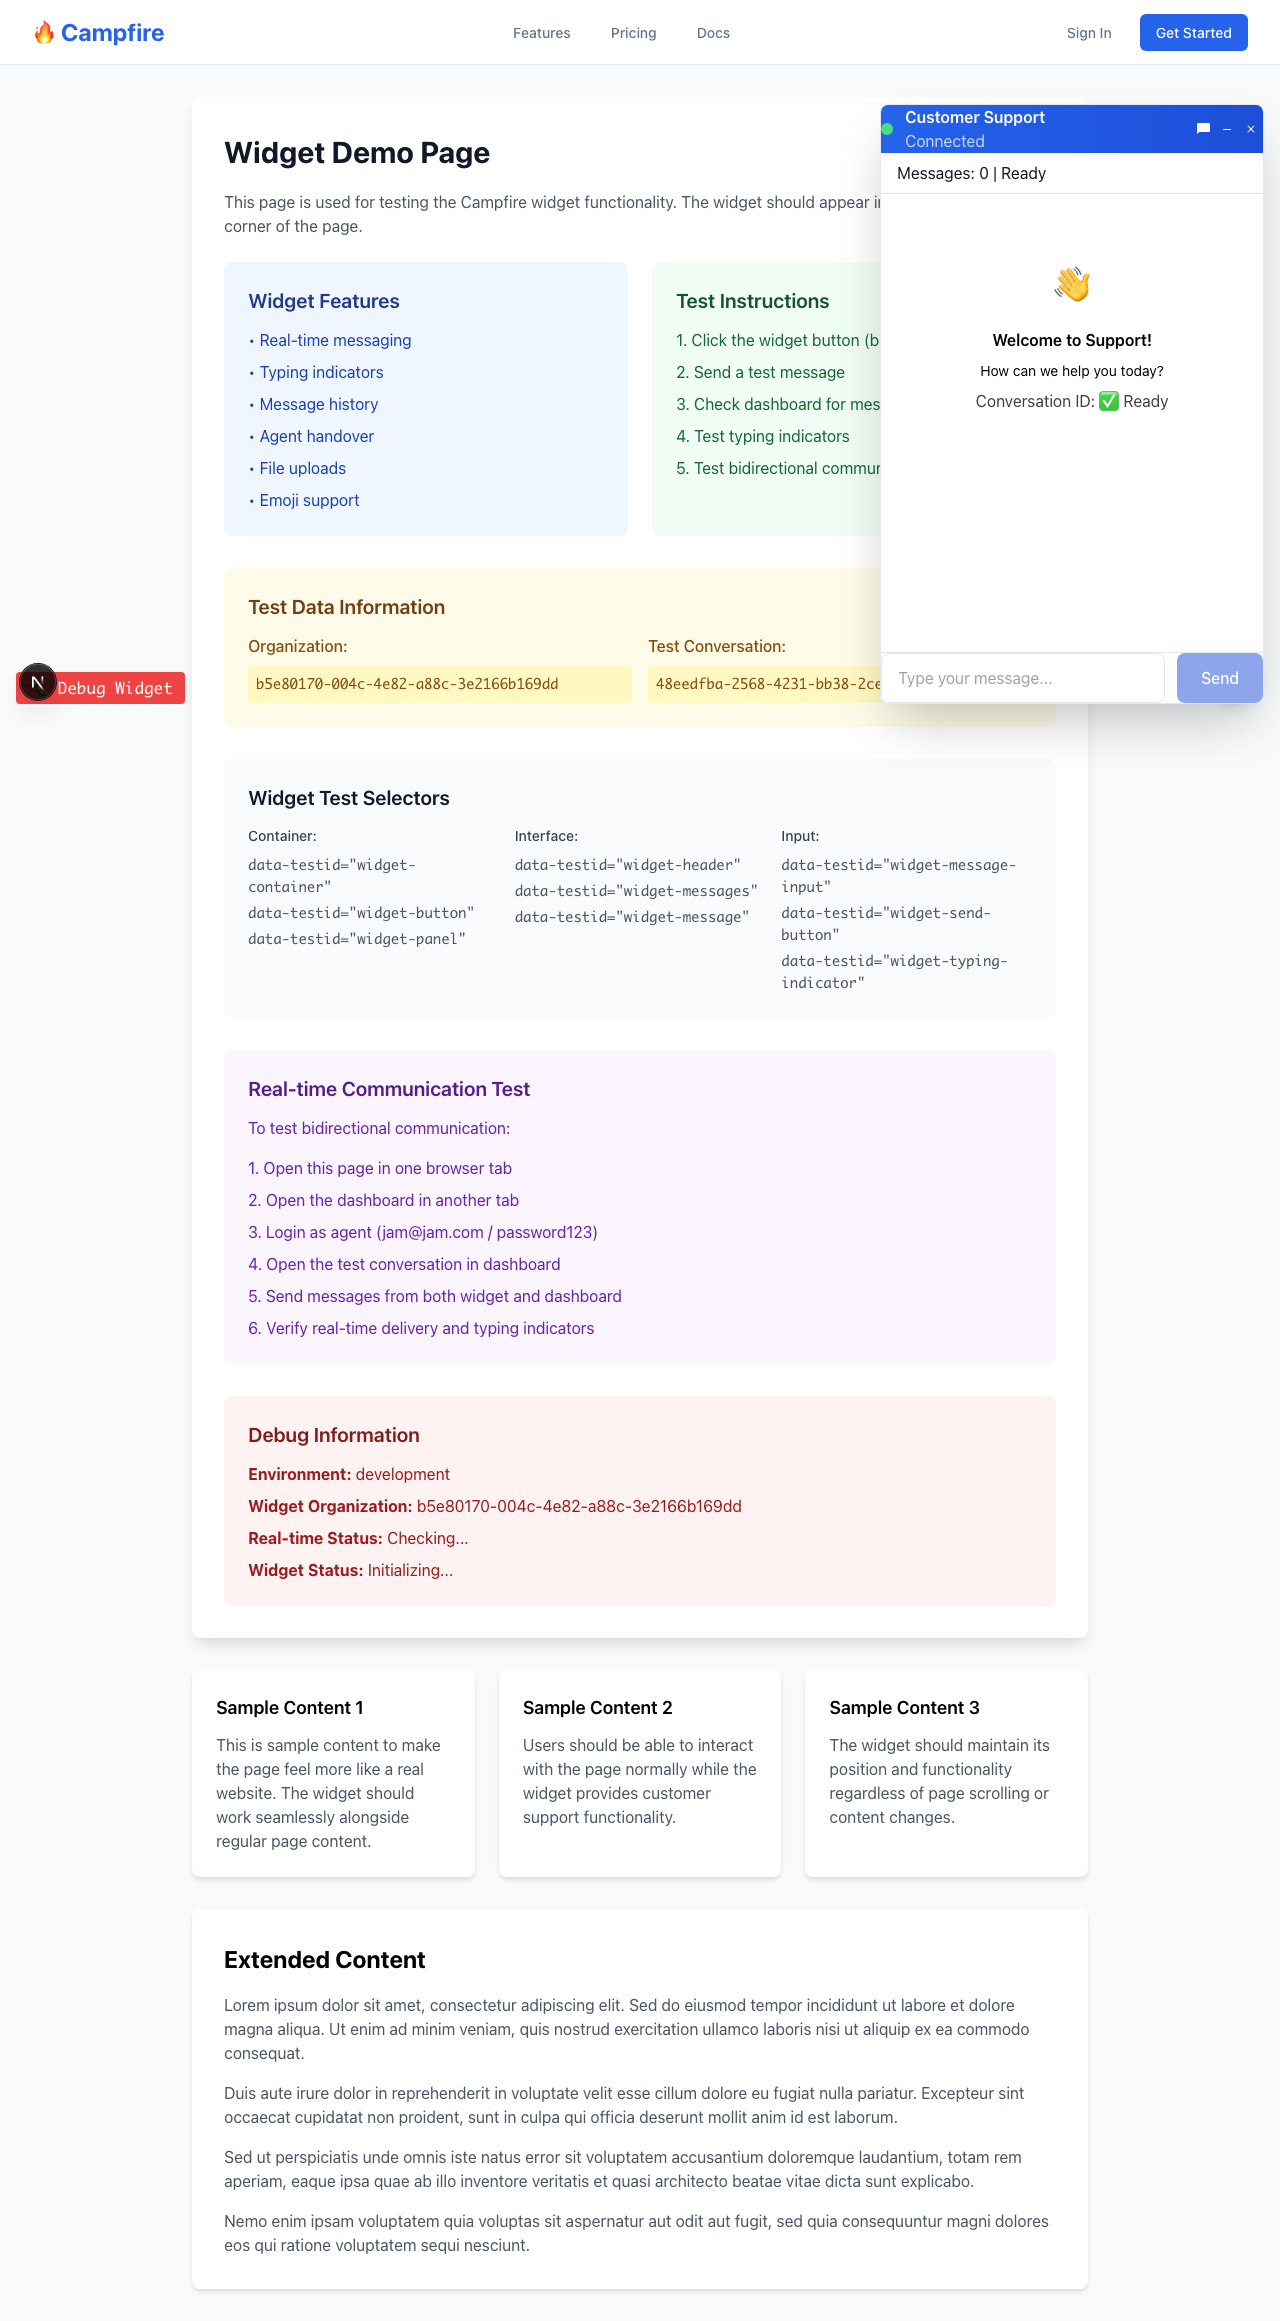 🔥 Campfire
Features
Pricing
Docs
Sign In
Get Started
Widget Demo Page
This page is used for testing the Campfire widget functionality. The widget should appear
corner of the page.
Widget Features
• Real-time messaging
• Typing indicators
• Message history
• Agent handover
• File uploads
• Emoji support
Test Instructions
1. Click the widget button
2. Send a test message
3. Check dashboard for
4. Test typing indicators
5. Test bidirectional
Customer Support
Connected
Messages: 0 | Ready
👋
Welcome to Support!
How can we help you today?
Conversation ID: ✅ Ready
Type your message...
Send
Test Data Information
Organization:
b5e80170-004c-4e82-a88c-3e2166b169dd
Test Conversation:
48eedfba-2568-4231-bb38-2ce
N
Debug Widget
Widget Test Selectors
Container:
data-testid="widget-
container"
data-testid="widget-button"
data-testid="widget-panel"
Interface:
data-testid="widget-header"
data-testid="widget-messages"
data-testid="widget-message"
Input:
data-testid="widget-message-
input"
data-testid="widget-send-
button"
data-testid="widget-typing-
indicator"
Real-time Communication Test
To test bidirectional communication:
1. Open this page in one browser tab
2. Open the dashboard in another tab
3. Login as agent (jam@jam.com / password123)
4. Open the test conversation in dashboard
5. Send messages from both widget and dashboard
6. Verify real-time delivery and typing indicators
Debug Information
Environment: development
Widget Organization: b5e80170-004c-4e82-a88c-3e2166b169dd
Real-time Status: Checking...
Widget Status: Initializing...
Sample Content 1
This is sample content to make
the page feel more like a real
website. The widget should
work seamlessly alongside
regular page content.
Sample Content 2
Users should be able to interact
with the page normally while the
widget provides customer
support functionality.
Sample Content 3
The widget should maintain its
position and functionality
regardless of page scrolling or
content changes.
Extended Content
Lorem ipsum dolor sit amet, consectetur adipiscing elit. Sed do eiusmod tempor incididunt ut labore et dolore
magna aliqua. Ut enim ad minim veniam, quis nostrud exercitation ullamco laboris nisi ut aliquip ex ea commodo
consequat.
Duis aute irure dolor in reprehenderit in voluptate velit esse cillum dolore eu fugiat nulla pariatur. Excepteur sint
occaecat cupidatat non proident, sunt in culpa qui officia deserunt mollit anim id est laborum.
Sed ut perspiciatis unde omnis iste natus error sit voluptatem accusantium doloremque laudantium, totam rem
aperiam, eaque ipsa quae ab illo inventore veritatis et quasi architecto beatae vitae dicta sunt explicabo.
Nemo enim ipsam voluptatem quia voluptas sit aspernatur aut odit aut fugit, sed quia consequuntur magni dolores
eos qui ratione voluptatem sequi nesciunt.